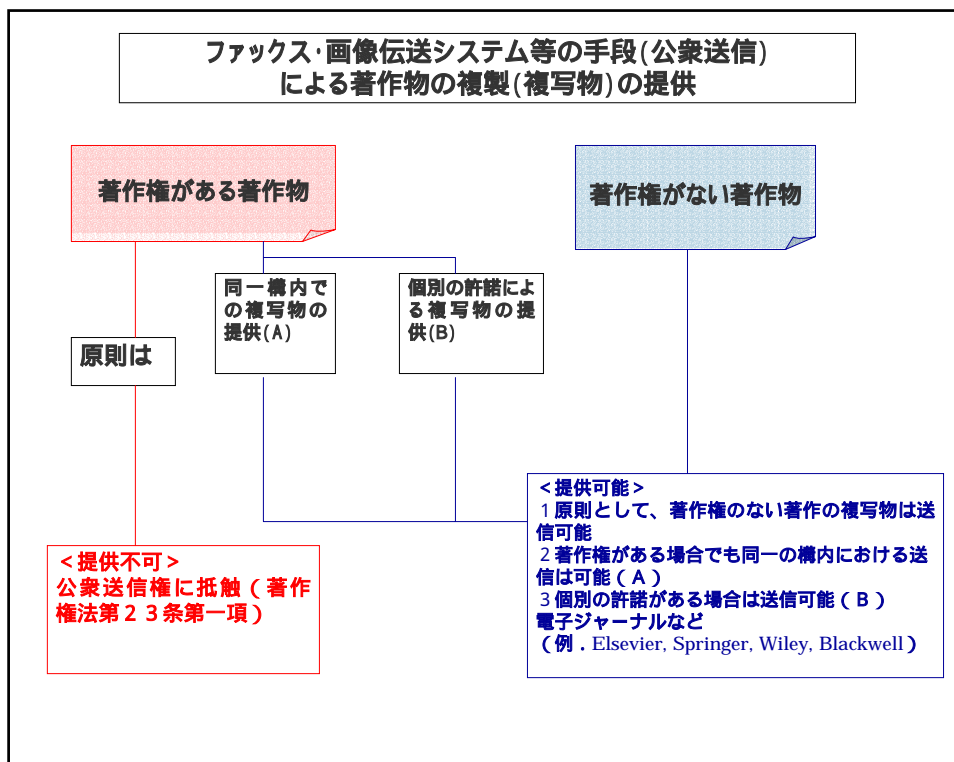 ファックス・画像伝送システム等の手段(公衆送信)
による著作物の複製(複写物)の提供
著作権がある著作物
著作権がない著作物
同一構内で
の複写物の
提供(A)
個別の許諾によ
る複写物の提
供(B)
原則は
<提供不可>
公衆送信権に抵触(著作
権法第23条第一項)
<提供可能>
1原則として、著作権のない著作の複写物は送
信可能
2著作権がある場合でも同一の構内における送
信は可能(A)
3個別の許諾がある場合は送信可能(B)
電子ジャーナルなど
(例.Elsevier, Springer, Wiley, Blackwell)